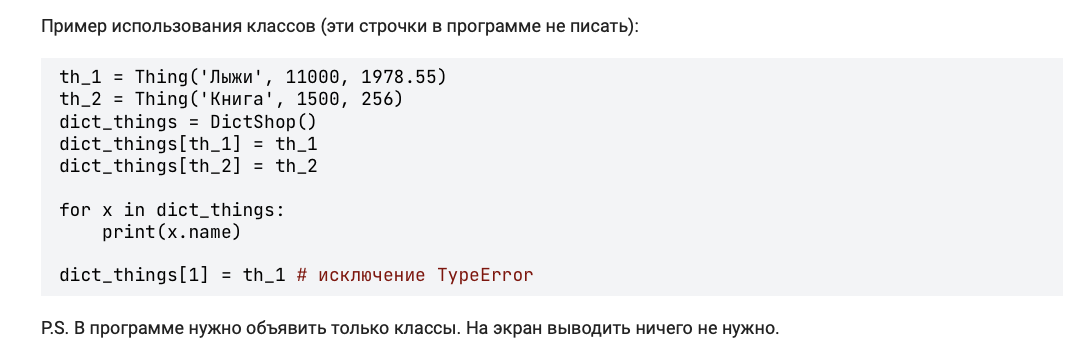 Пример использования классов (эти строчки в программе не писать):
th_1 = Thing('Лыжи', 11000, 1978.55)
th_2 = Thing('Книга', 1500, 256)
dict_things = DictShop()
dict_things[th_1] = th_1
dict_things[th_2] = th_2
for x in dict_things:
    print(x.name)
dict_things[1] = th_1 # исключение TypeError
P.S. В программе нужно объявить только классы. На экран выводить ничего не нужно.